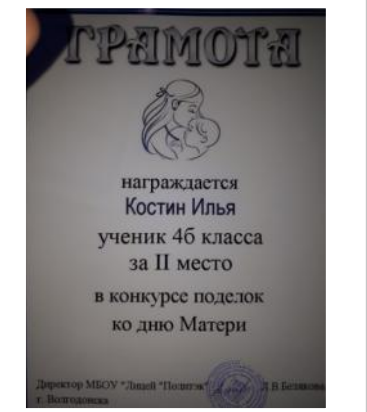 ГРАМОТА
награждается
Костин Илья
ученик 4б класса
за II место
в конкурсе поделок
ко дню Матери
Директор МБОУ "Лицей "Политэк" Л.В Белякова
г. Волгодонска